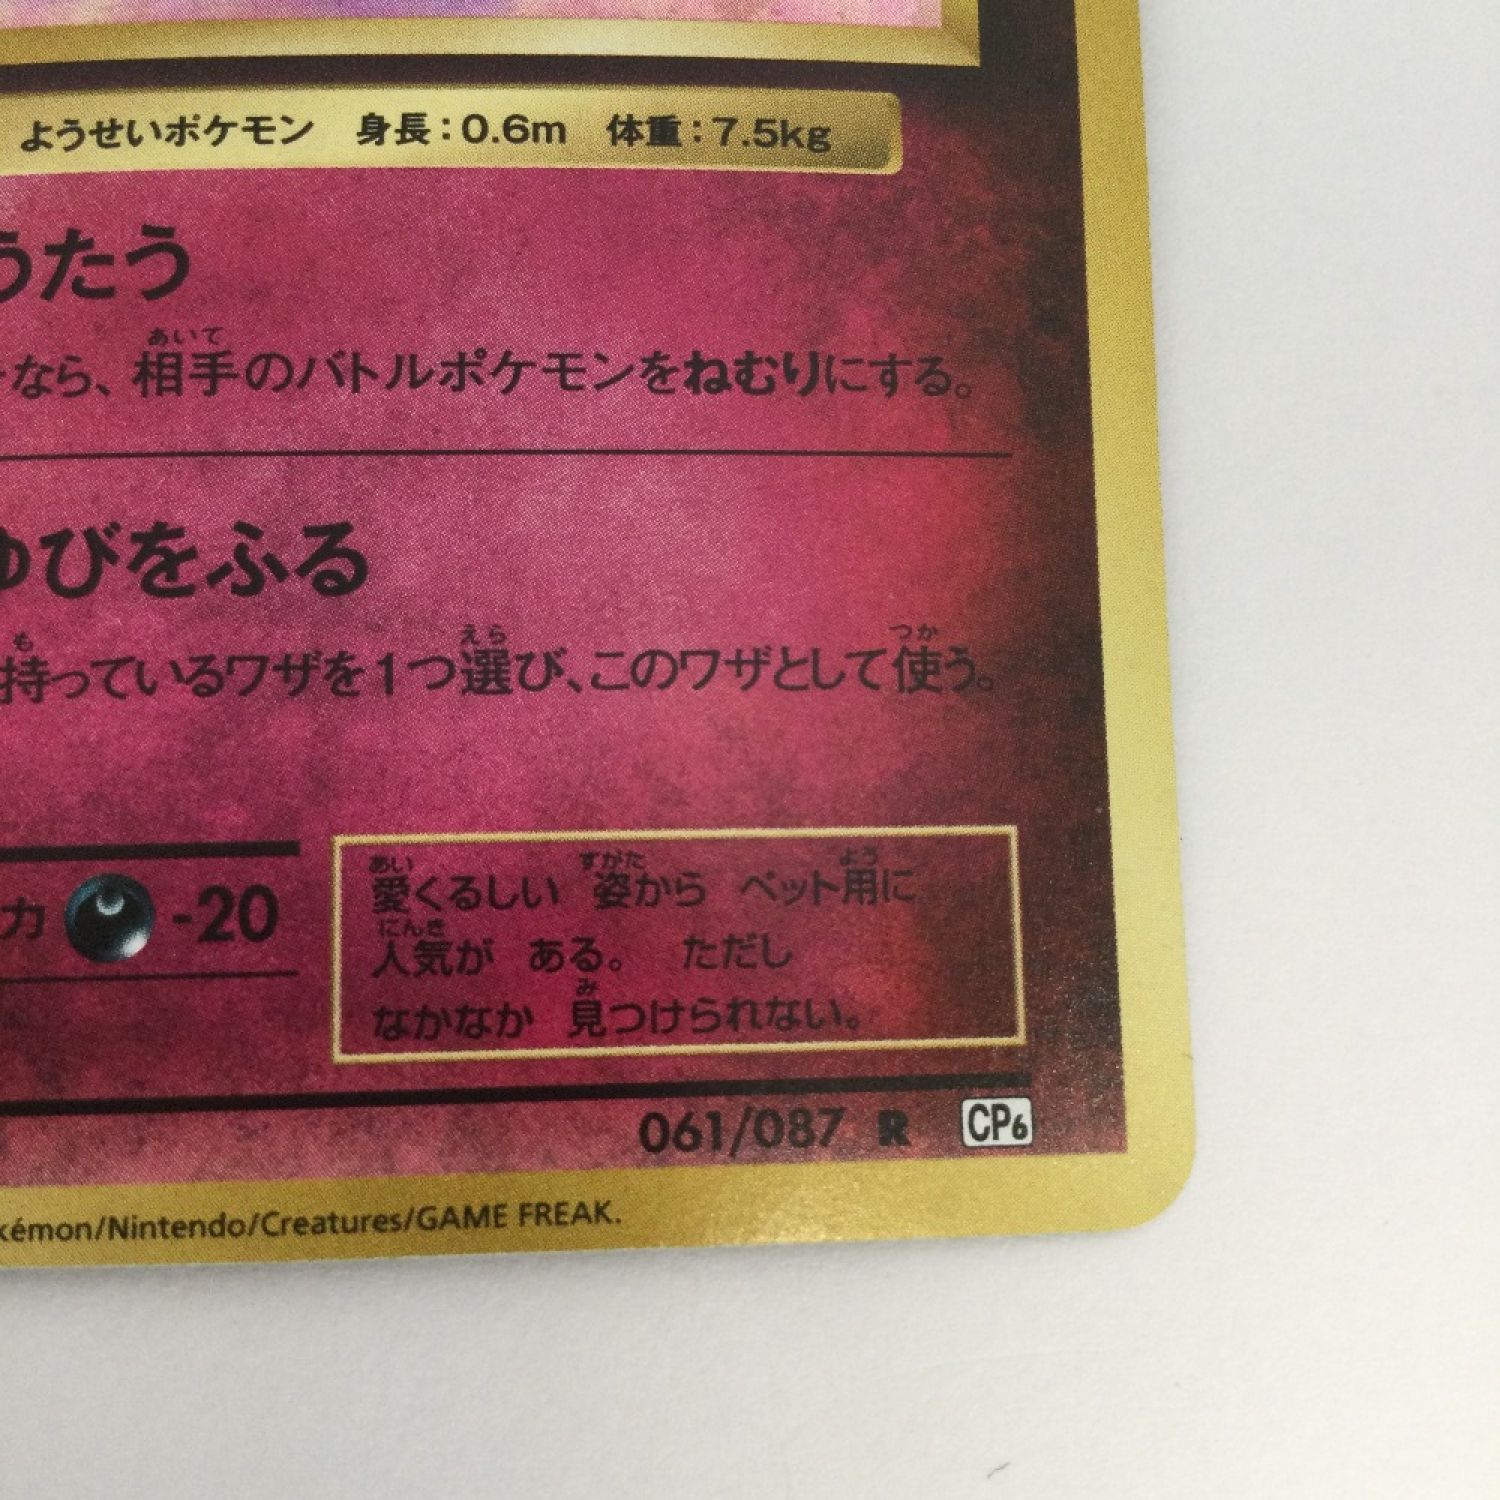 ようせいポケモン 身長：0.6m 体重：7.5kg
うたう
なら、相手のバトルポケモンをねむりにする。
ゆびをふる
持っているワザを1つ選び、このワザとして使う。
力 -20
愛くるしい 姿から ペット用に
人気が ある。 ただし
なかなか 見つけられない。
061/087 R CP6
kémon/Nintendo/Creatures/GAME FREAK.